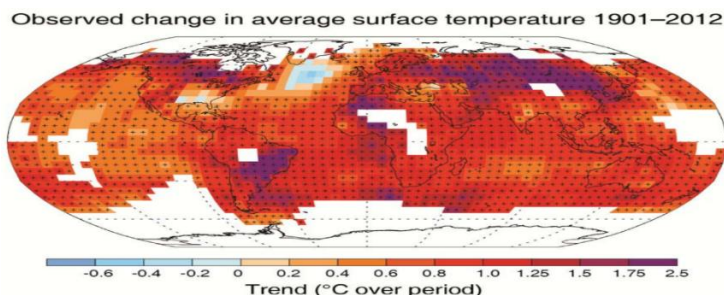 Observed change in average surface temperature 1901–2012
-0.6 -0.4 -0.2 0 0.2 0.4 0.6 0.8 1.0 1.25 1.5 1.75 2.5
Trend (°C over period)